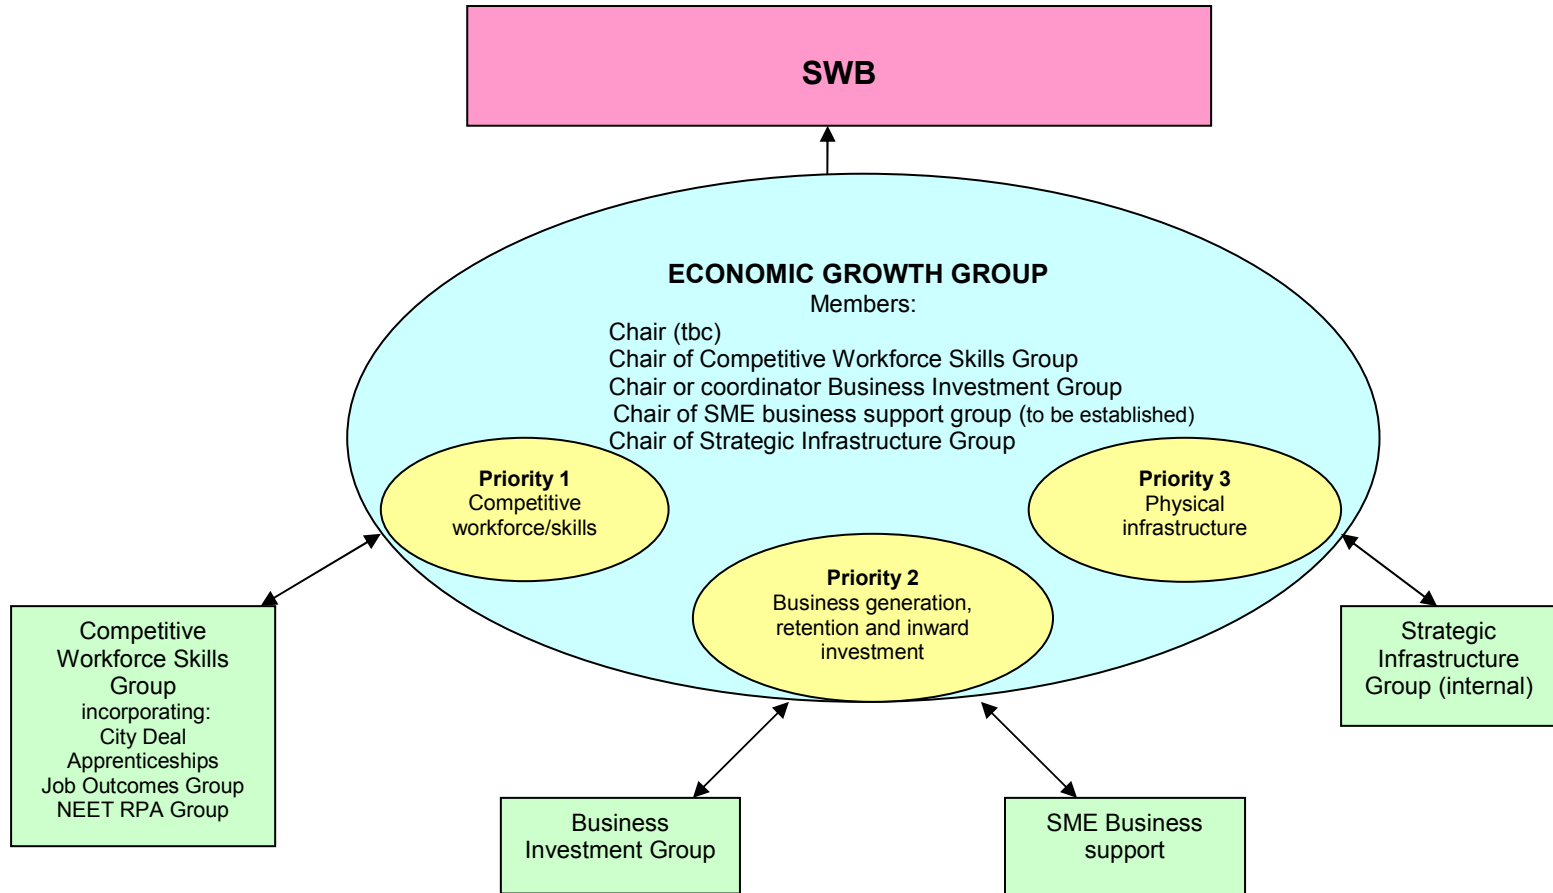 SWB
ECONOMIC GROWTH GROUP
Members:
Chair (tbc)
Chair of Competitive Workforce Skills Group
Chair or coordinator Business Investment Group
Chair of SME business support group (to be established)
Chair of Strategic Infrastructure Group
Priority 1
Competitive
workforce/skills
Priority 2
Business generation,
retention and inward
investment
Priority 3
Physical
infrastructure
Competitive
Workforce Skills
Group
incorporating:
City Deal
Apprenticeships
Job Outcomes Group
NEET RPA Group
Business
Investment Group
SME Business
support
Strategic
Infrastructure
Group (internal)